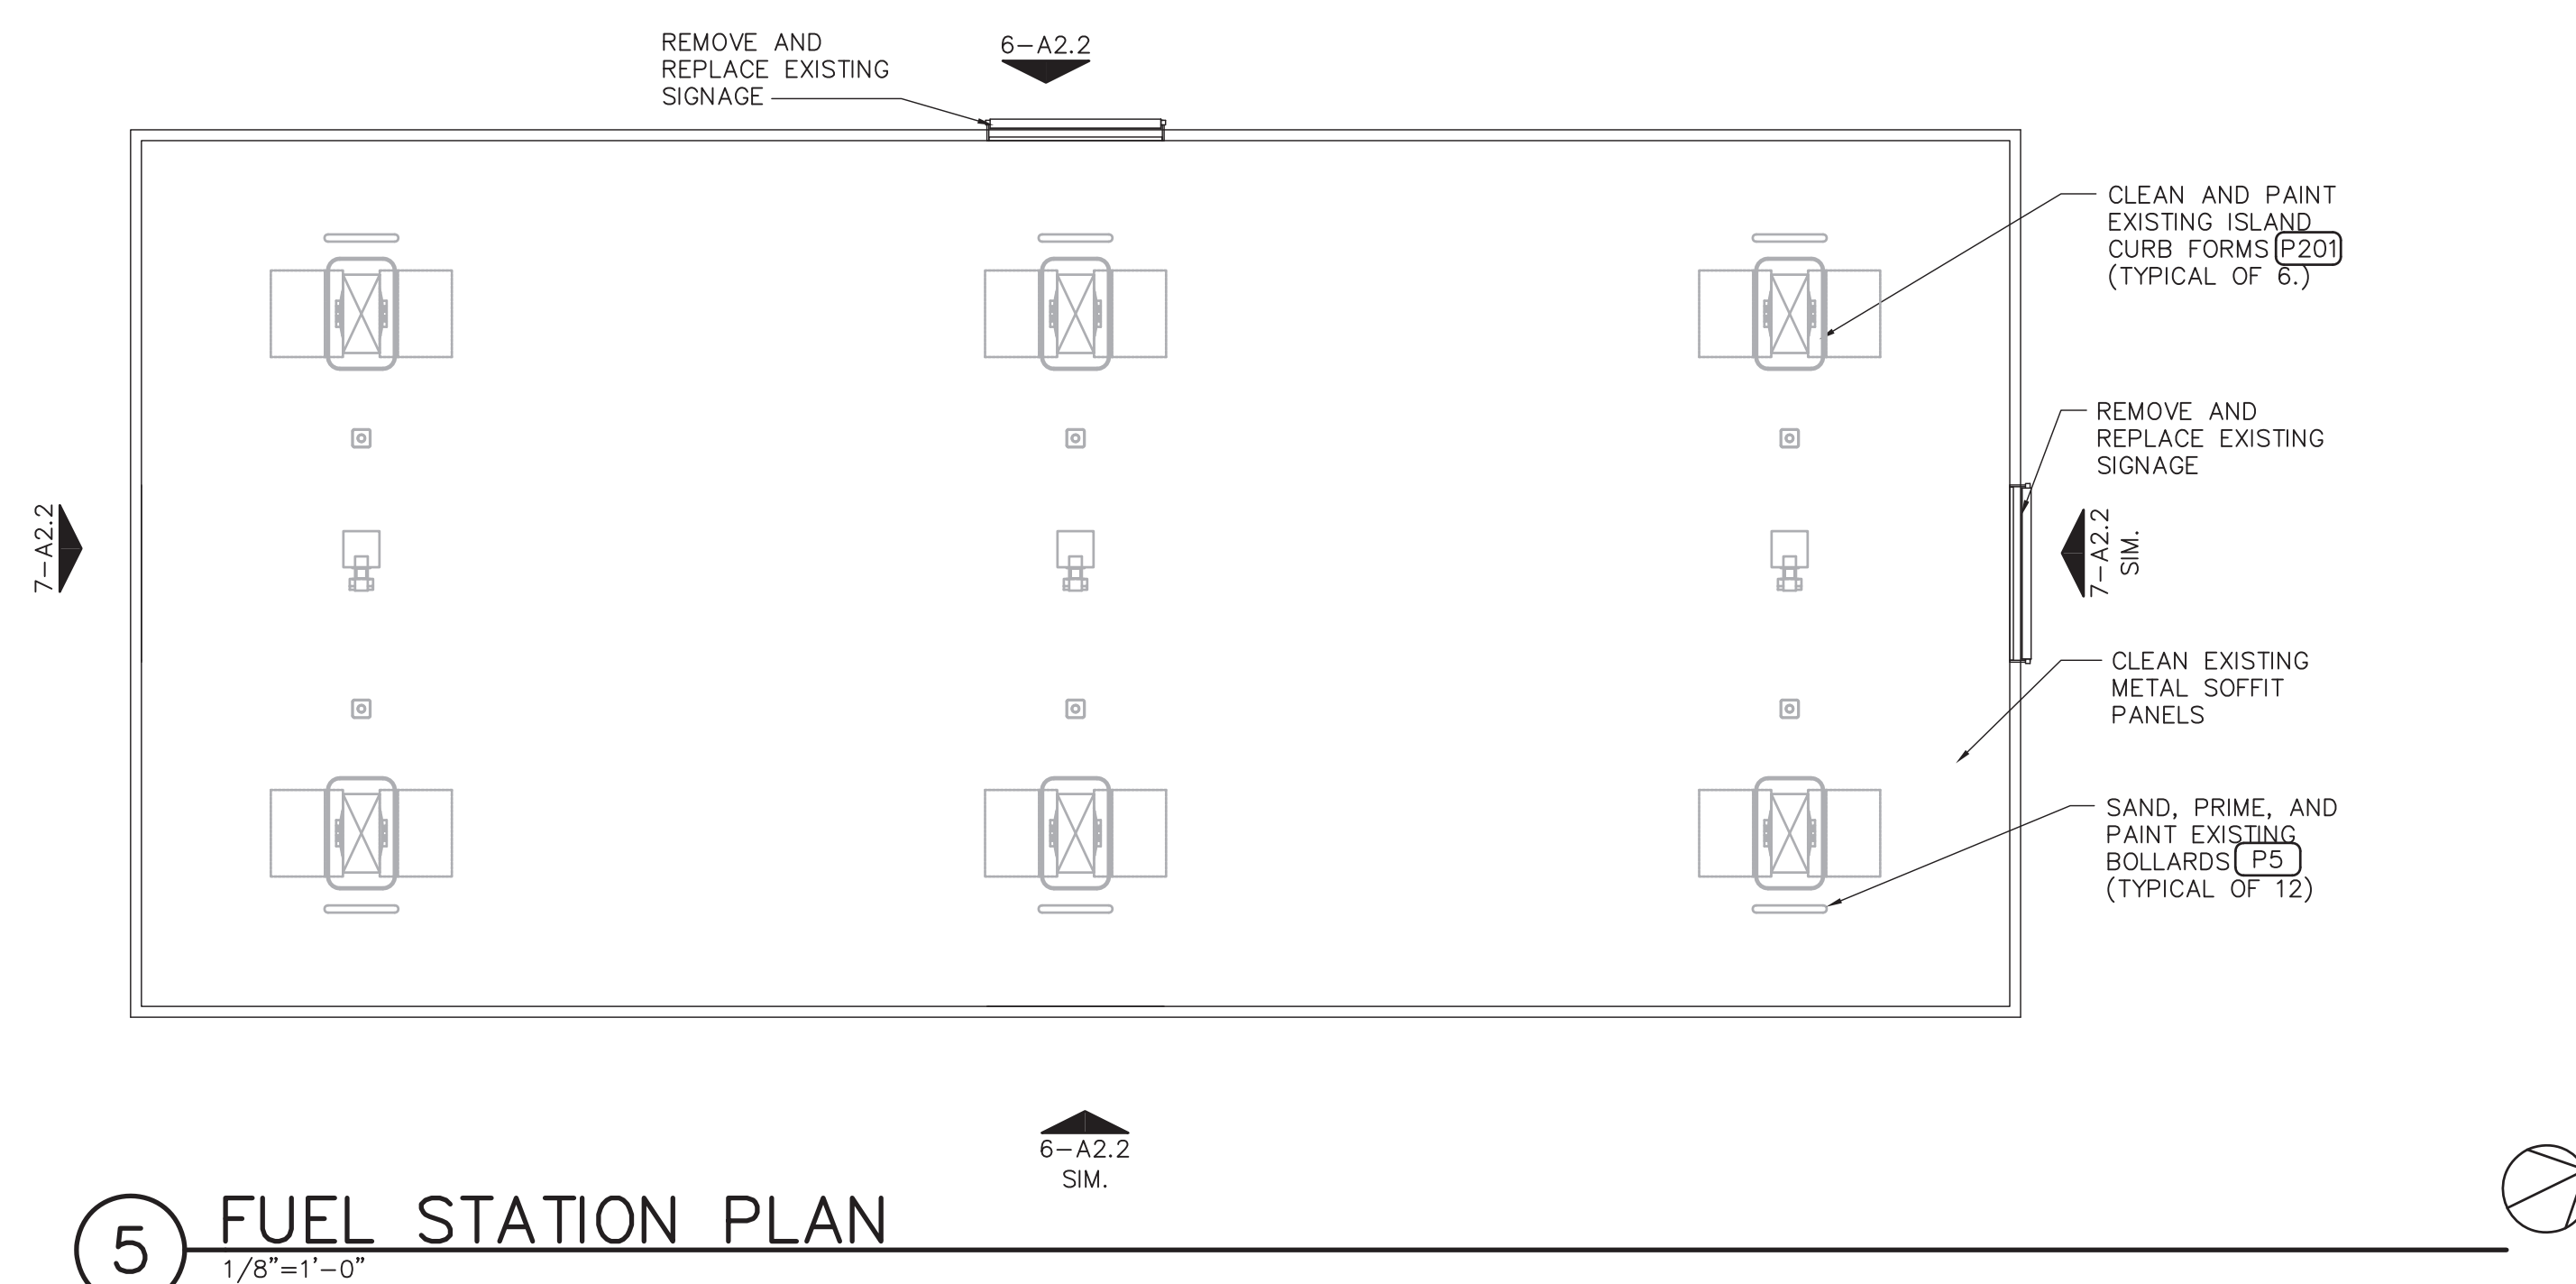 REMOVE AND
REPLACE EXISTING
SIGNAGE
6-A2.2
CLEAN AND PAINT
EXISTING ISLAND
CURB FORMS P201
(TYPICAL OF 6.)
REMOVE AND
REPLACE EXISTING
SIGNAGE
7-A2.2
7-A2.2
SIM.
CLEAN EXISTING
METAL SOFFIT
PANELS
SAND, PRIME, AND
PAINT EXISTING
BOLLARDS P5
(TYPICAL OF 12)
6-A2.2
SIM.
5
FUEL STATION PLAN
1/8"=1'-0"